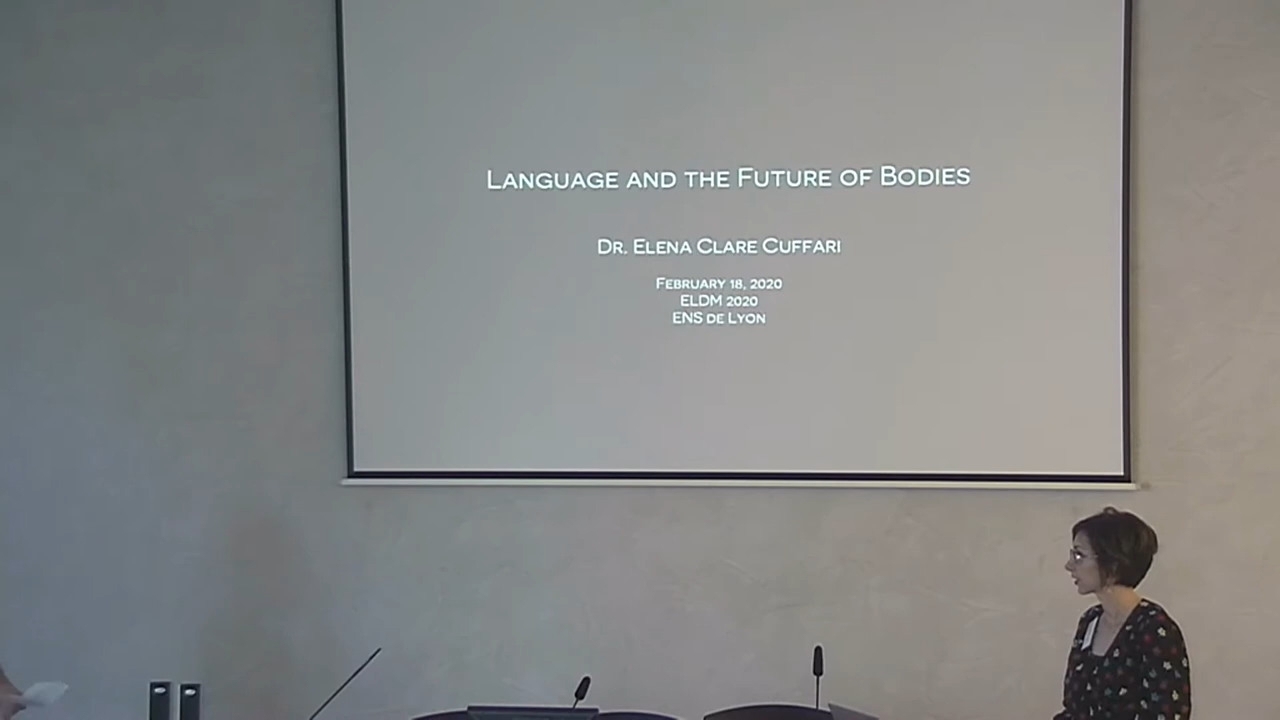 Language and the Future of Bodies
Dr. Elena Clare Cuffari
February 18, 2020
ELDM 2020
ENS de Lyon